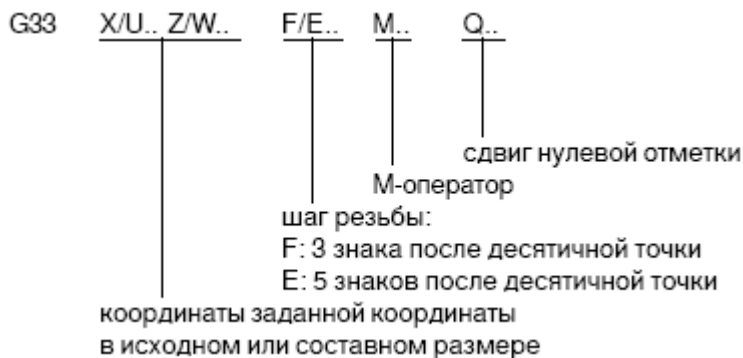 G33 X/U.. Z/W.. F/E.. M.. Q..
сдвиг нулевой отметки
М-оператор
шаг резьбы:
F: 3 знака после десятичной точки
E: 5 знаков после десятичной точки
координаты заданной координаты
в исходном или составном размере